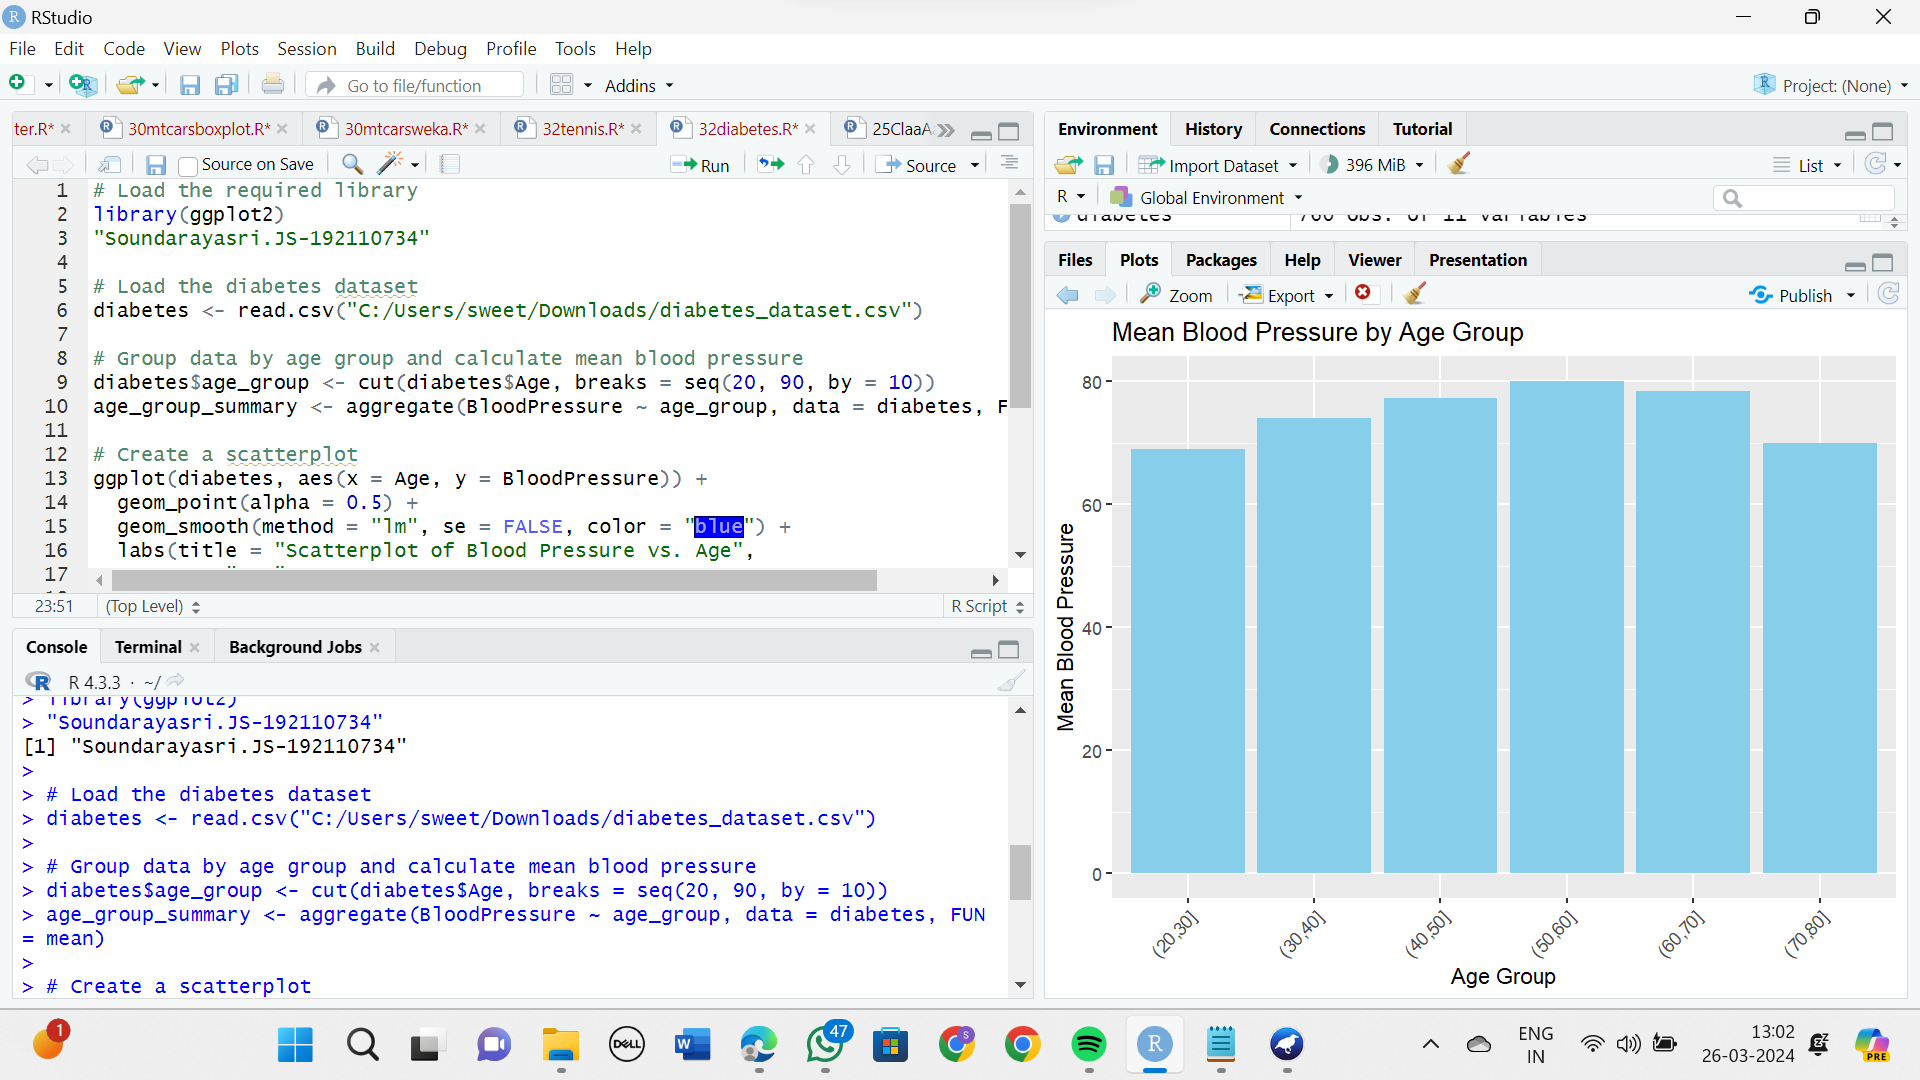 RStudio
File Edit Code View Plots Session Build Debug Profile Tools Help
Go to file/function Addins Project: (None)
ter.R* 30mtcarsboxplot.R* 30mtcarsweka.R* 32tennis.R* 32diabetes.R* 25ClaaA
Source on Save Run Source
1 # Load the required library
2 library(ggplot2)
3 "Soundarayasri.JS-192110734"
4
5 # Load the diabetes dataset
6 diabetes <- read.csv("C:/Users/sweet/Downloads/diabetes_dataset.csv")
7
8 # Group data by age group and calculate mean blood pressure
9 diabetes$age_group <- cut(diabetes$Age, breaks = seq(20, 90, by = 10))
10 age_group_summary <- aggregate(BloodPressure ~ age_group, data = diabetes, F
11
12 # Create a scatterplot
13 ggplot(diabetes, aes(x = Age, y = BloodPressure)) +
14 geom_point(alpha = 0.5) +
15 geom_smooth(method = "lm", se = FALSE, color = "blue") +
16 labs(title = "Scatterplot of Blood Pressure vs. Age",
17
23:51 (Top Level) R Script
Console Terminal Background Jobs
R 4.3.3 · ~/
> library(ggplot2)
> "Soundarayasri.JS-192110734"
[1] "Soundarayasri.JS-192110734"
>
> # Load the diabetes dataset
> diabetes <- read.csv("C:/Users/sweet/Downloads/diabetes_dataset.csv")
>
> # Group data by age group and calculate mean blood pressure
> diabetes$age_group <- cut(diabetes$Age, breaks = seq(20, 90, by = 10))
> age_group_summary <- aggregate(BloodPressure ~ age_group, data = diabetes, FUN
= mean)
>
> # Create a scatterplot
Environment History Connections Tutorial
Import Dataset 396 MiB List
R Global Environment
diabetes obs. of 11 variables
Files Plots Packages Help Viewer Presentation
Zoom Export Publish
Mean Blood Pressure by Age Group
80
60
40
20
0
Mean Blood Pressure
(20,30] (30,40] (40,50] (50,60] (60,70] (70,80]
Age Group
1
DELL
W
47
S
R
ENG
IN
13:02
26-03-2024
PRE